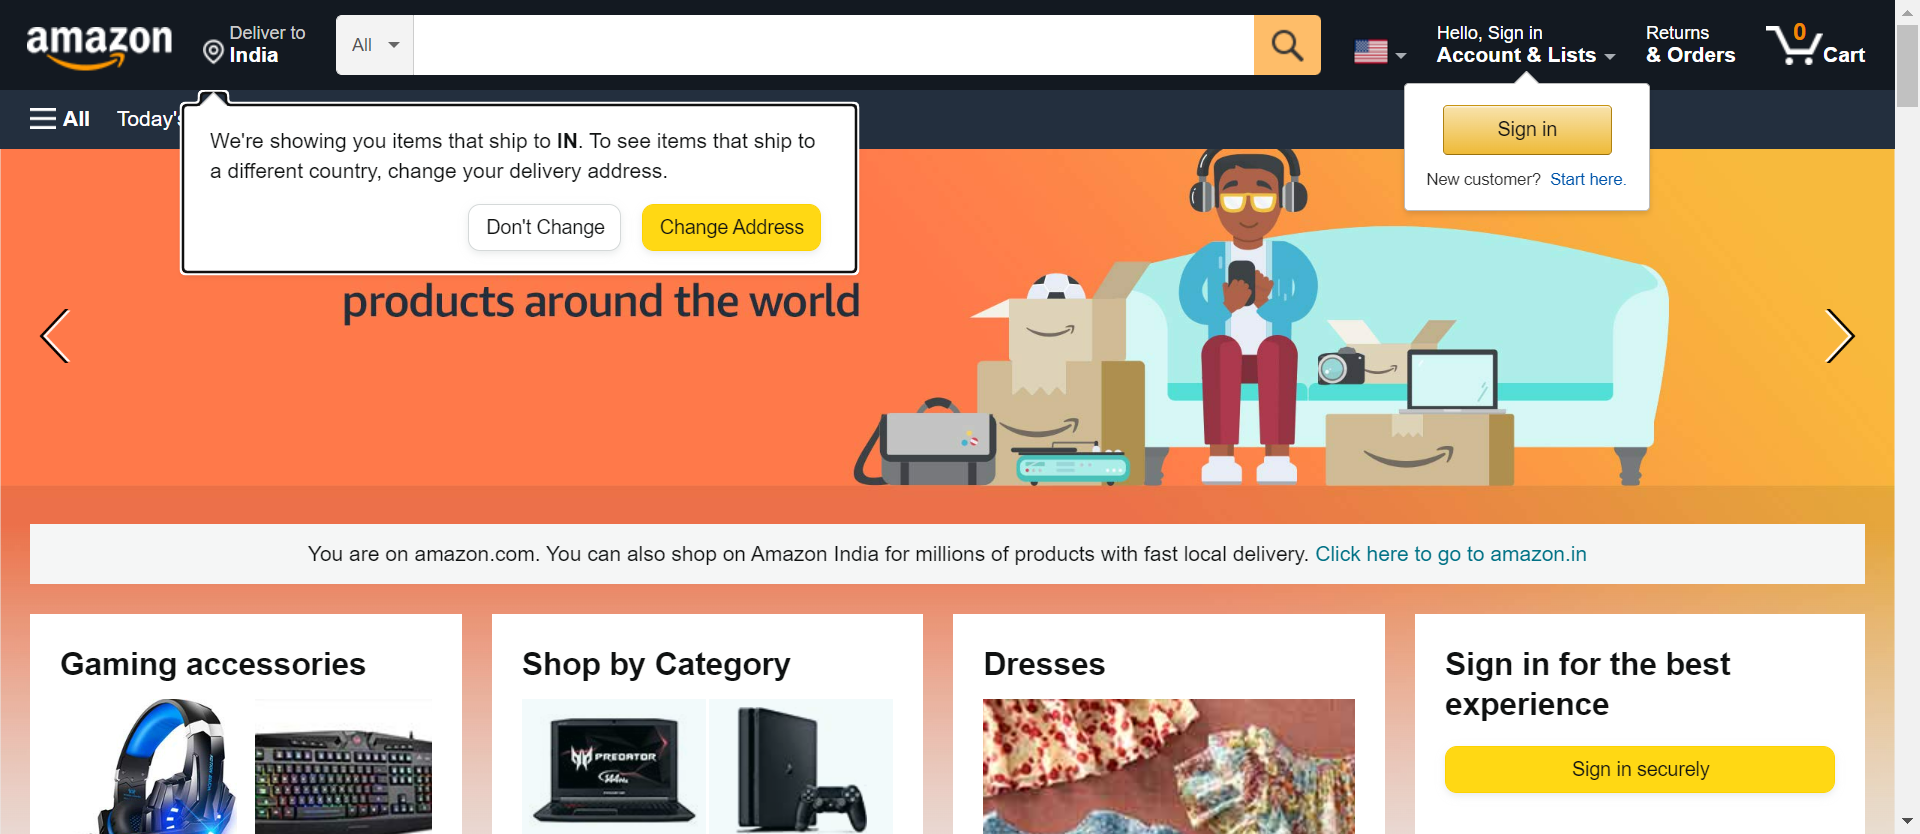 amazon
Deliver to
India
All
Hello, Sign in
Account & Lists
Returns
& Orders
0
Cart
All
Today's
We're showing you items that ship to IN. To see items that ship to
a different country, change your delivery address.
Don't Change
Change Address
Sign in
New customer? Start here.
products around the world
You are on amazon.com. You can also shop on Amazon India for millions of products with fast local delivery. Click here to go to amazon.in
Gaming accessories
Shop by Category
Dresses
Sign in for the best
experience
PREDATOR
144Hz
Sign in securely